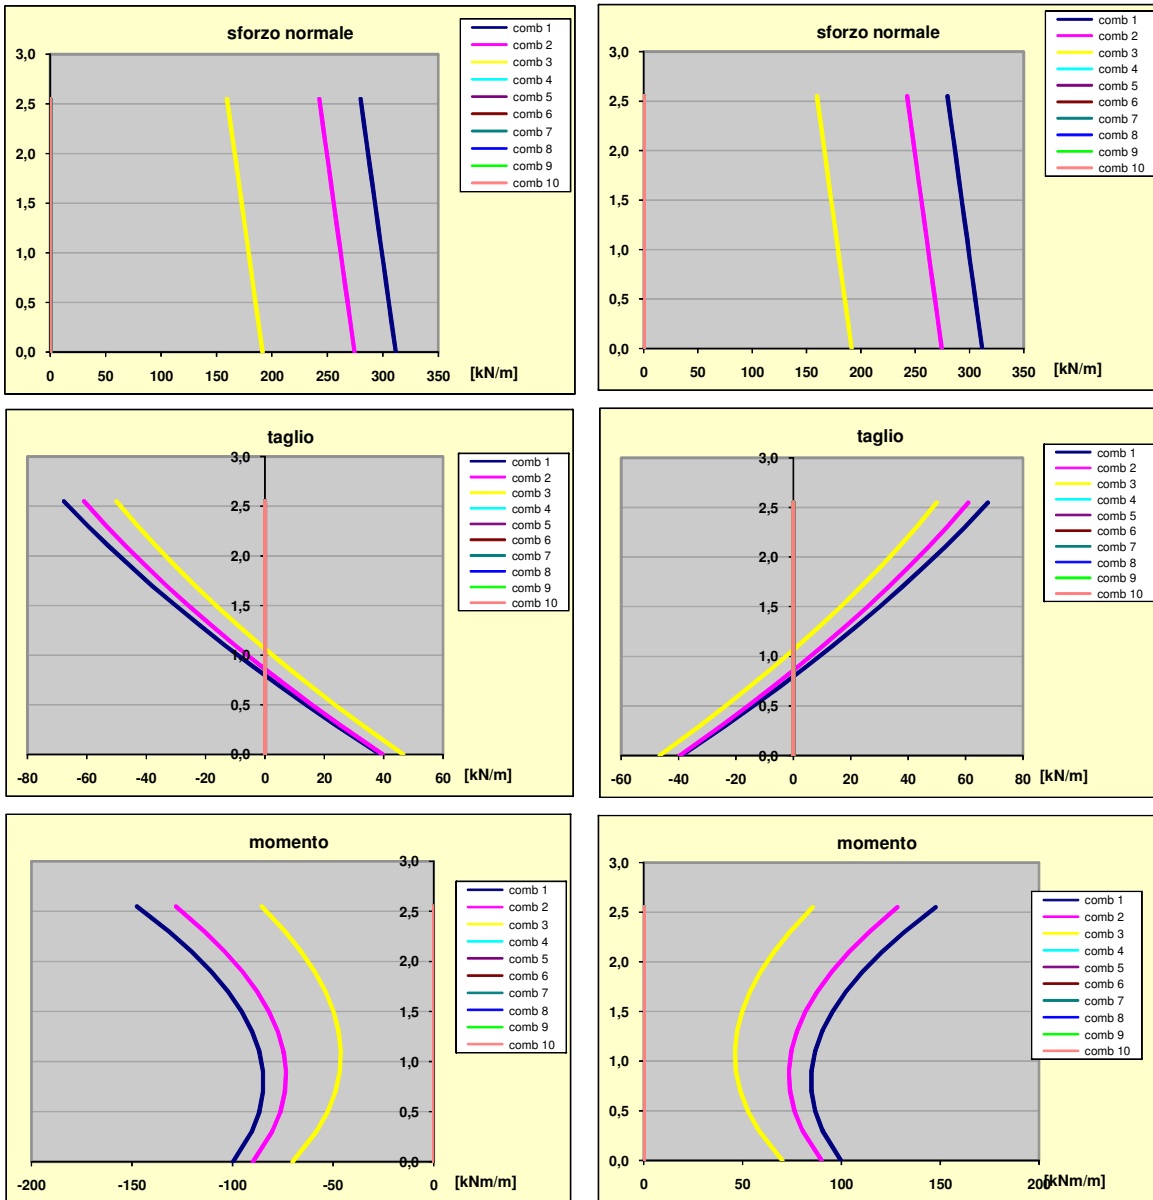 sforzo normale
3,0
2,5
2,0
1,5
1,0
0,5
0,0
0 50 100 150 200 250 300 350 [kN/m]
comb 1
comb 2
comb 3
comb 4
comb 5
comb 6
comb 7
comb 8
comb 9
comb 10
sforzo normale
3,0
2,5
2,0
1,5
1,0
0,5
0,0
0 50 100 150 200 250 300 350 [kN/m]
comb 1
comb 2
comb 3
comb 4
comb 5
comb 6
comb 7
comb 8
comb 9
comb 10
taglio
3,0
2,5
2,0
1,5
1,0
0,5
0,0
-80 -60 -40 -20 0 20 40 60 [kN/m]
comb 1
comb 2
comb 3
comb 4
comb 5
comb 6
comb 7
comb 8
comb 9
comb 10
taglio
3,0
2,5
2,0
1,5
1,0
0,5
0,0
-60 -40 -20 0 20 40 60 80 [kN/m]
comb 1
comb 2
comb 3
comb 4
comb 5
comb 6
comb 7
comb 8
comb 9
comb 10
momento
3,0
2,5
2,0
1,5
1,0
0,5
0,0
-200 -150 -100 -50 0 [kNm/m]
comb 1
comb 2
comb 3
comb 4
comb 5
comb 6
comb 7
comb 8
comb 9
comb 10
momento
3,0
2,5
2,0
1,5
1,0
0,5
0,0
0 50 100 150 200 [kNm/m]
comb 1
comb 2
comb 3
comb 4
comb 5
comb 6
comb 7
comb 8
comb 9
comb 10